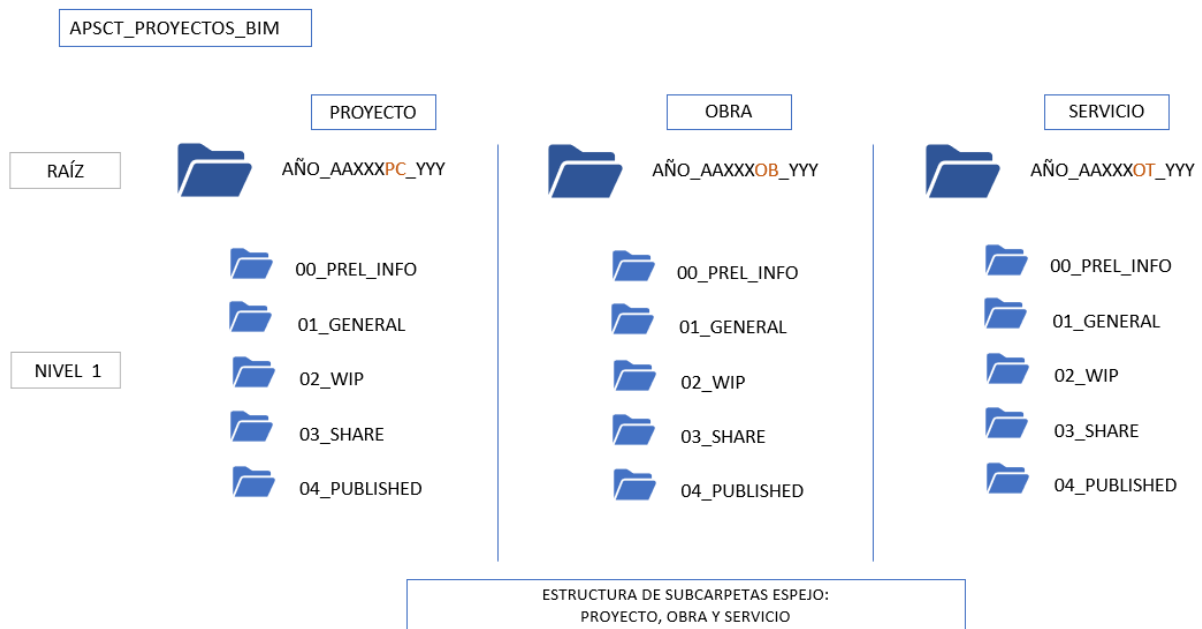 APSCT_PROYECTOS_BIM
PROYECTO
OBRA
SERVICIO
RAÍZ
AÑO_AAXXXPC_YYY
AÑO_AAXXXOB_YYY
AÑO_AAXXXOT_YYY
NIVEL 1
00_PREL_INFO
01_GENERAL
02_WIP
03_SHARE
04_PUBLISHED
00_PREL_INFO
01_GENERAL
02_WIP
03_SHARE
04_PUBLISHED
00_PREL_INFO
01_GENERAL
02_WIP
03_SHARE
04_PUBLISHED
ESTRUCTURA DE SUBCARPETAS ESPEJO:
PROYECTO, OBRA Y SERVICIO